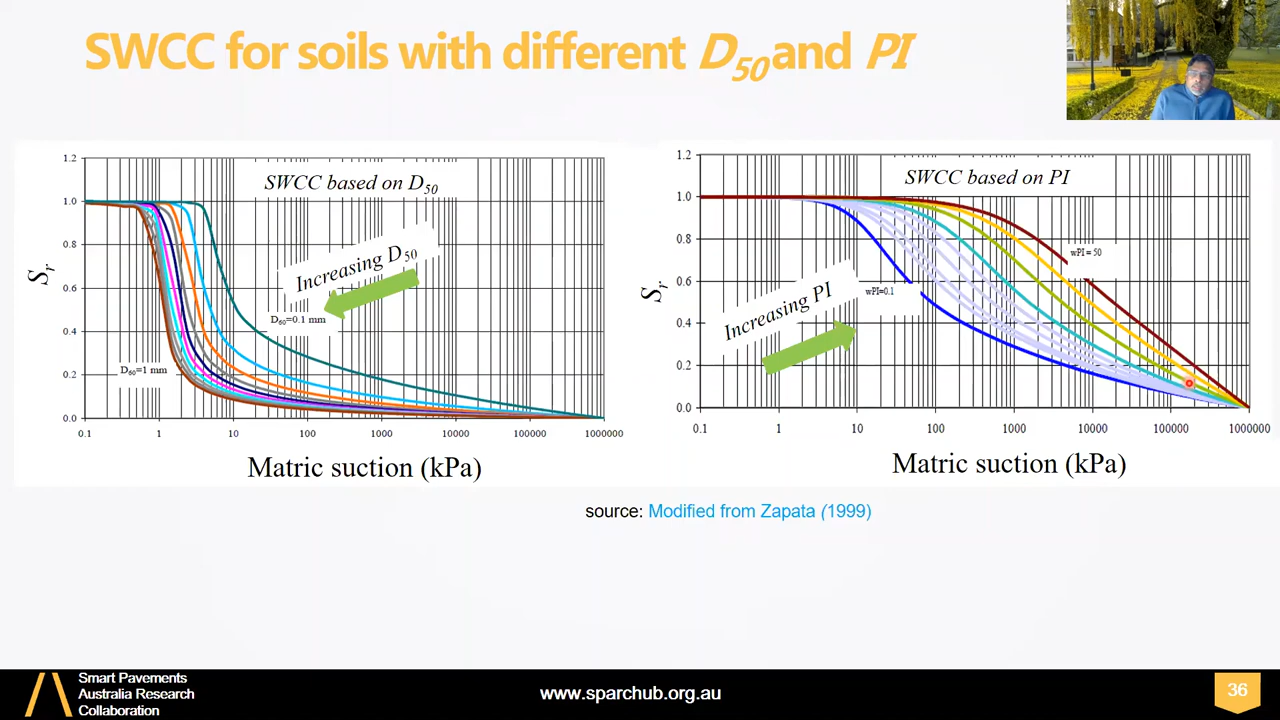 SWCC for soils with different D50 and PI
SWCC based on D50
Increasing D50
D60=0.1 mm
D60=1 mm
Sr
1.2
1.0
0.8
0.6
0.4
0.2
0.0
0.1 1 10 100 1000 10000 100000 1000000
Matric suction (kPa)
SWCC based on PI
wPI = 50
wPI=0.1
Increasing PI
Sr
1.2
1.0
0.8
0.6
0.4
0.2
0.0
0.1 1 10 100 1000 10000 100000 1000000
Matric suction (kPa)
source: Modified from Zapata (1999)
Smart Pavements
Australia Research
Collaboration
www.sparchub.org.au
36